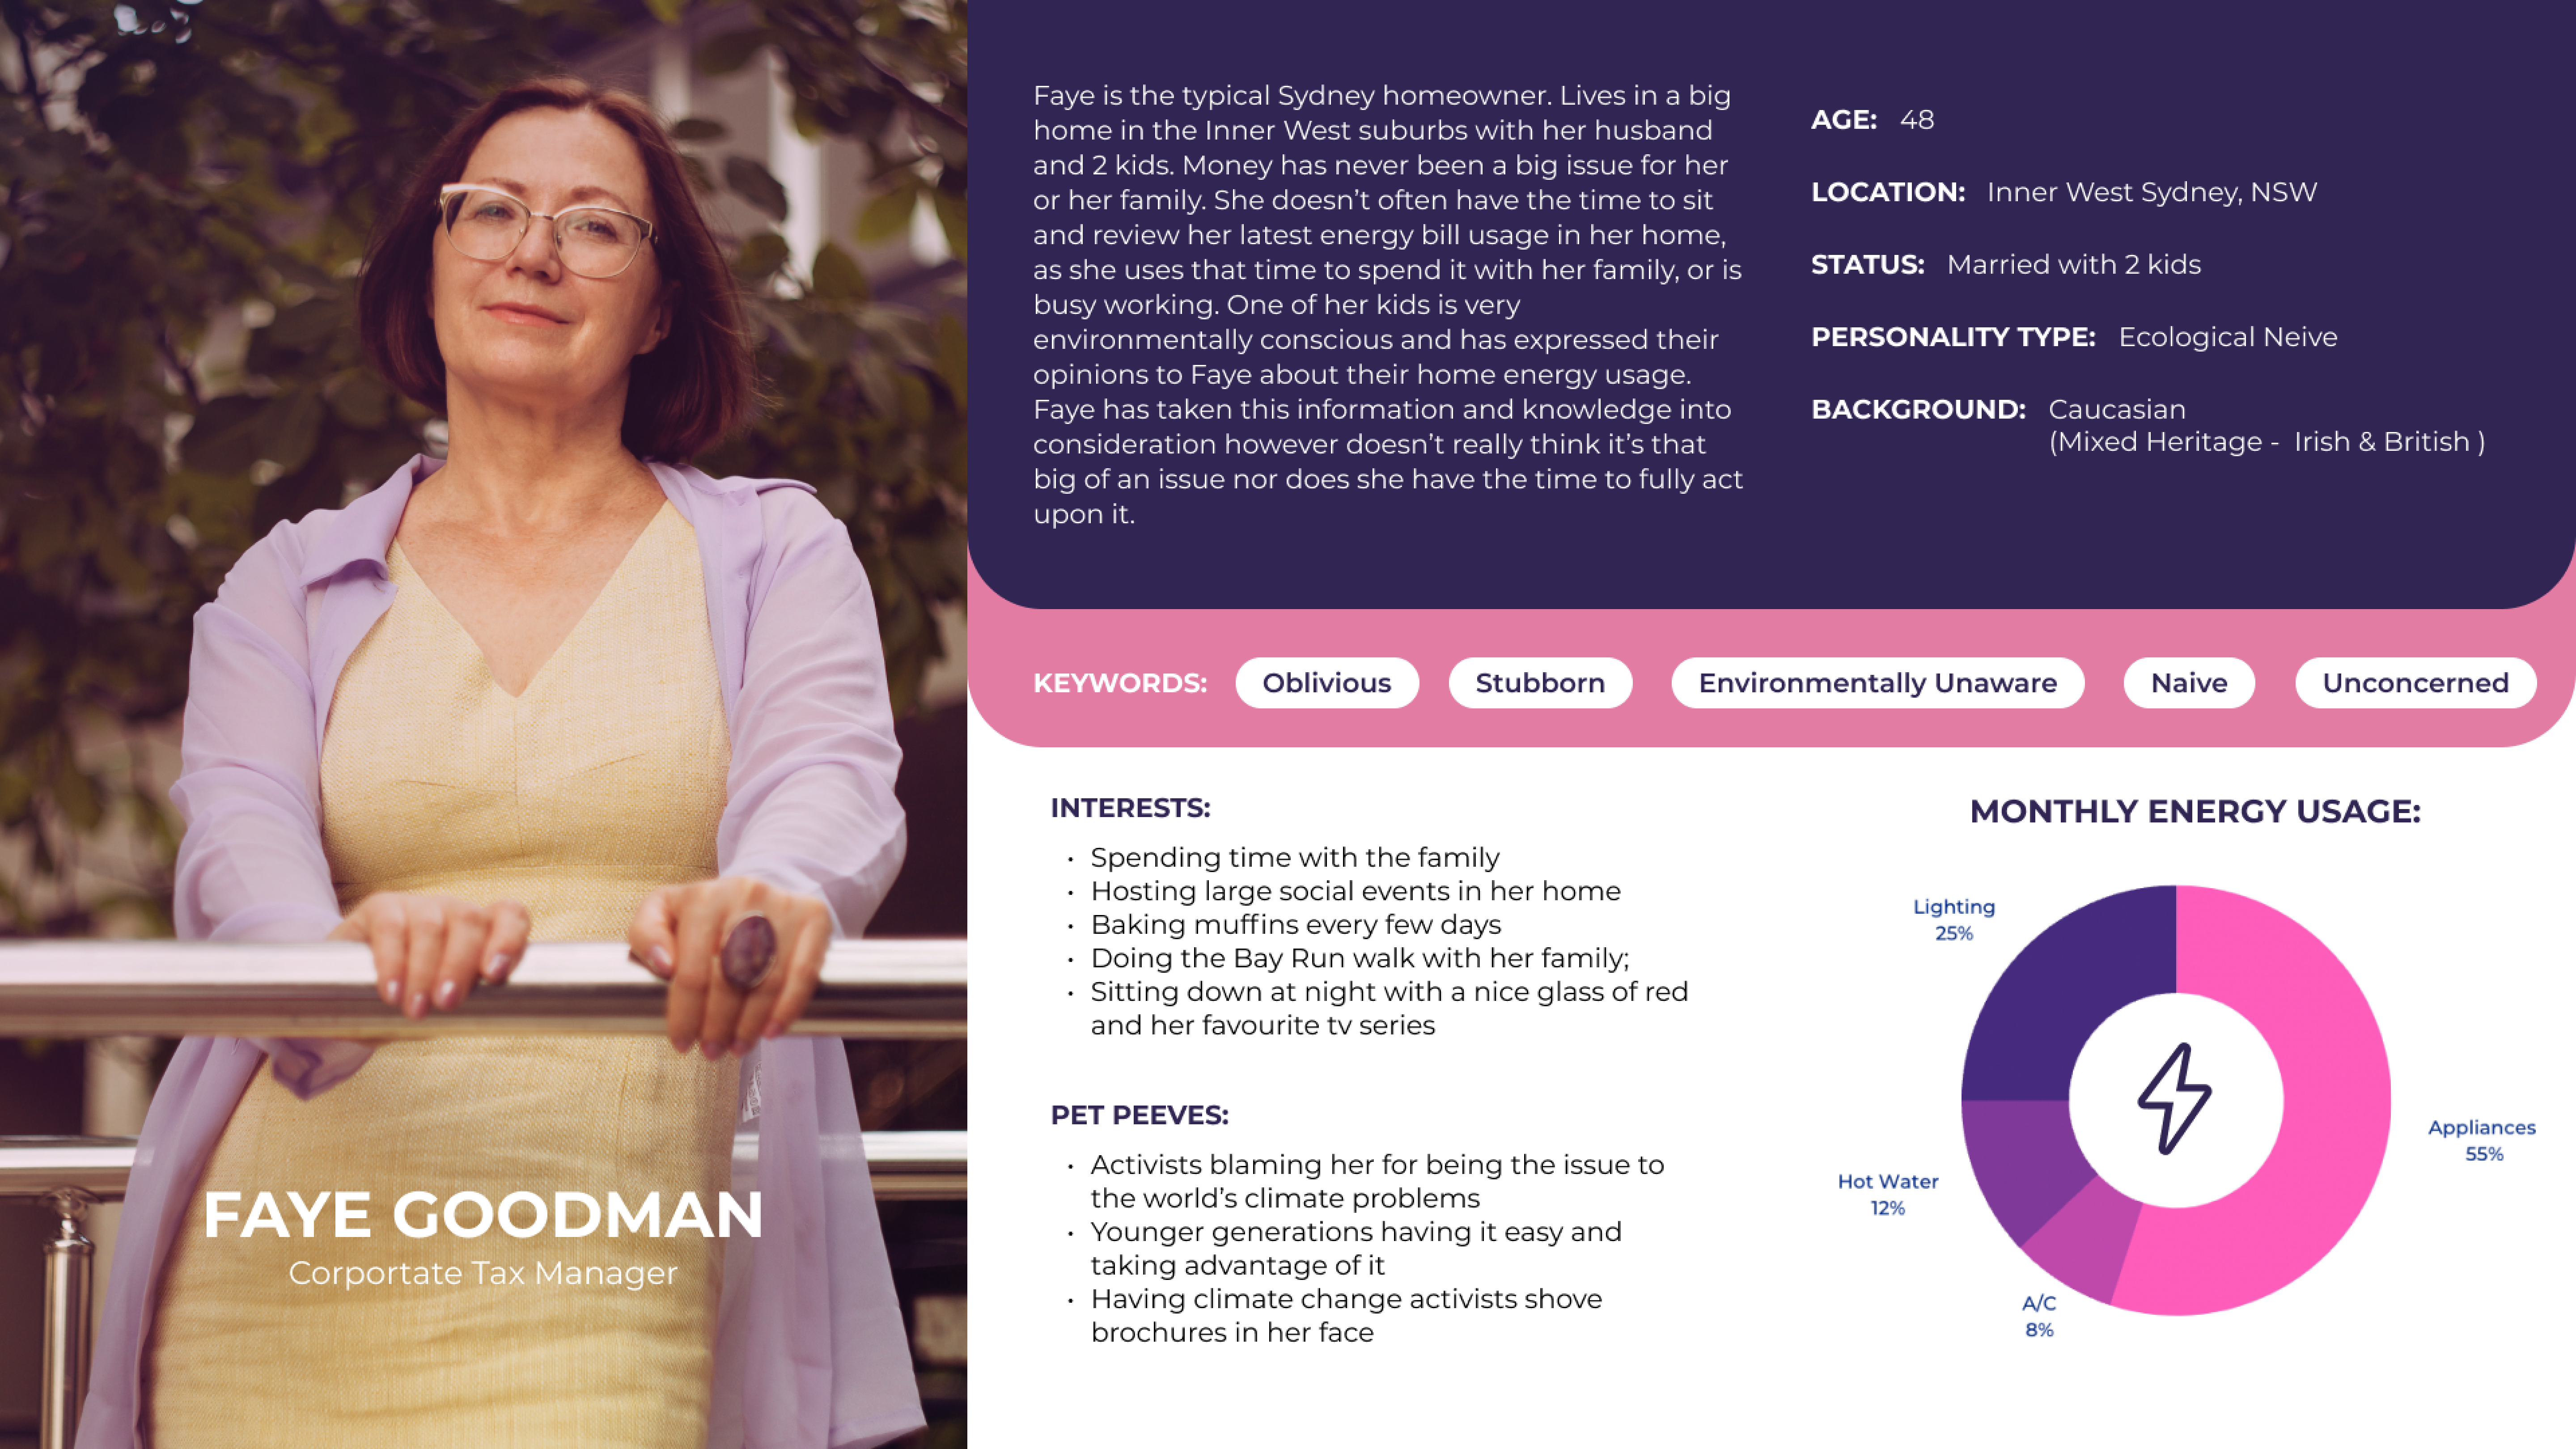 Faye is the typical Sydney homeowner. Lives in a big
home in the Inner West suburbs with her husband
and 2 kids. Money has never been a big issue for her
or her family. She doesn’t often have the time to sit
and review her latest energy bill usage in her home,
as she uses that time to spend it with her family, or is
busy working. One of her kids is very
environmentally conscious and has expressed their
opinions to Faye about their home energy usage.
Faye has taken this information and knowledge into
consideration however doesn’t really think it’s that
big of an issue nor does she have the time to fully act
upon it.
AGE: 48
LOCATION: Inner West Sydney, NSW
STATUS: Married with 2 kids
PERSONALITY TYPE: Ecological Neive
BACKGROUND: Caucasian
(Mixed Heritage - Irish & British )
KEYWORDS: Oblivious Stubborn Environmentally Unaware Naive Unconcerned
INTERESTS:
• Spending time with the family
• Hosting large social events in her home
• Baking muffins every few days
• Doing the Bay Run walk with her family;
• Sitting down at night with a nice glass of red
and her favourite tv series
PET PEEVES:
• Activists blaming her for being the issue to
the world’s climate problems
• Younger generations having it easy and
taking advantage of it
• Having climate change activists shove
brochures in her face
MONTHLY ENERGY USAGE:
Lighting
25%
Appliances
55%
Hot Water
12%
A/C
8%
FAYE GOODMAN
Corportate Tax Manager